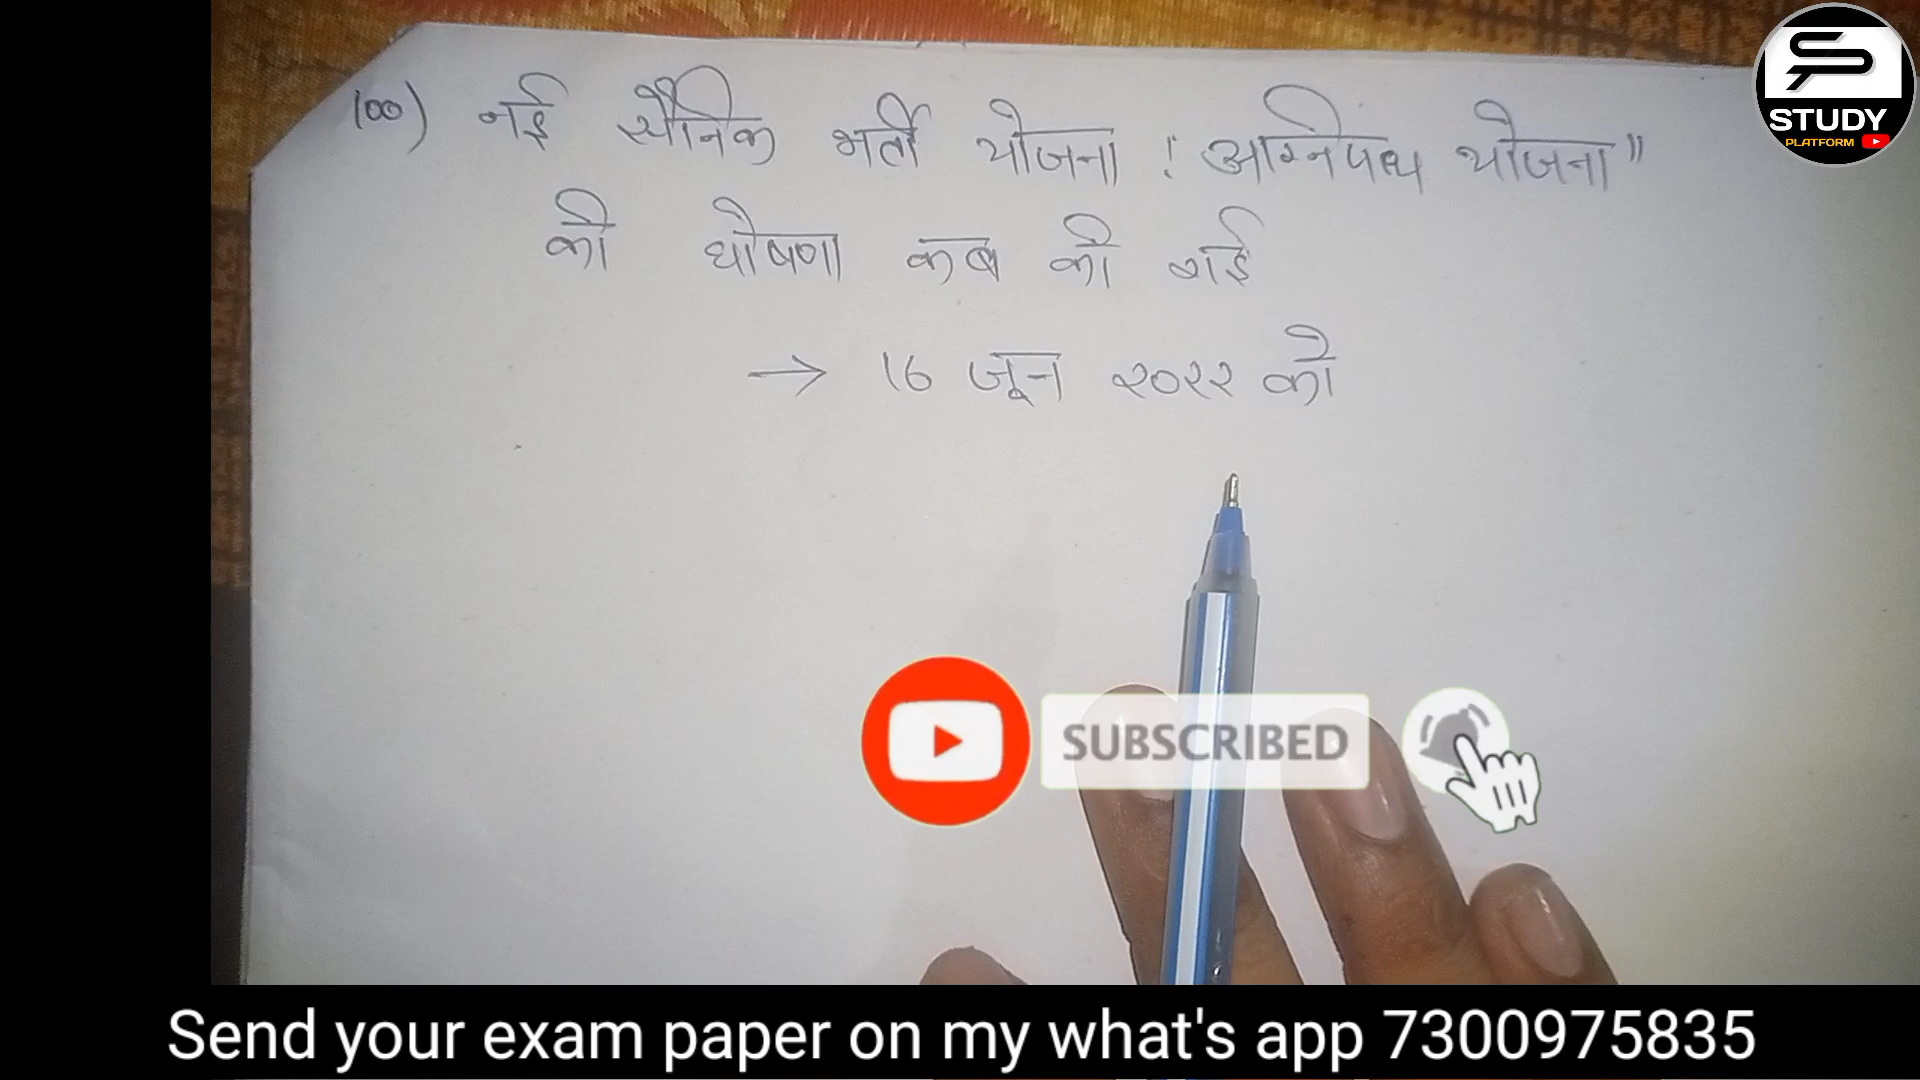 100) नई सैनिक भर्ती योजना ! अग्निपथ योजना"
की घोषणा कब की गई
→ 16 जून २०२२ को
STUDY
PLATFORM
SUBSCRIBED
Send your exam paper on my what's app 7300975835